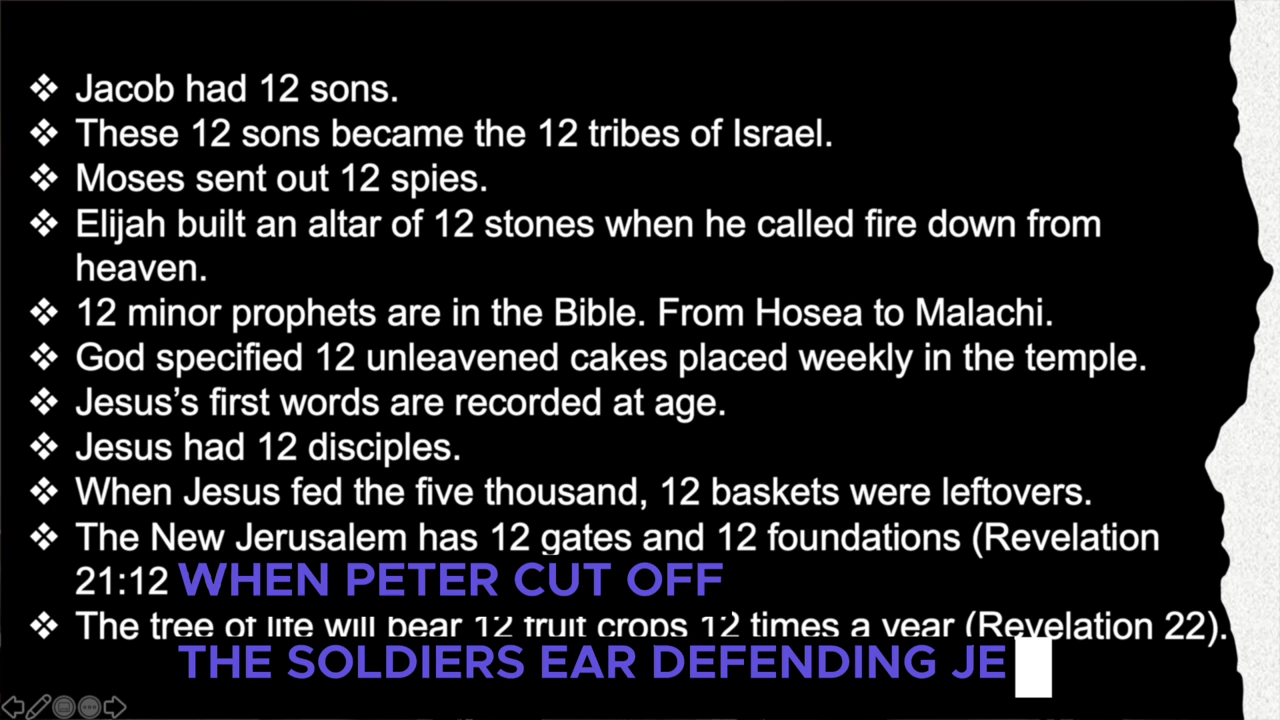 ❖ Jacob had 12 sons.
❖ These 12 sons became the 12 tribes of Israel.
❖ Moses sent out 12 spies.
❖ Elijah built an altar of 12 stones when he called fire down from
heaven.
❖ 12 minor prophets are in the Bible. From Hosea to Malachi.
❖ God specified 12 unleavened cakes placed weekly in the temple.
❖ Jesus’s first words are recorded at age.
❖ Jesus had 12 disciples.
❖ When Jesus fed the five thousand, 12 baskets were leftovers.
❖ The New Jerusalem has 12 gates and 12 foundations (Revelation
21:12
WHEN PETER CUT OFF
❖ The tree of life will bear 12 fruit crops 12 times a year (Revelation 22).
THE SOLDIERS EAR DEFENDING JE